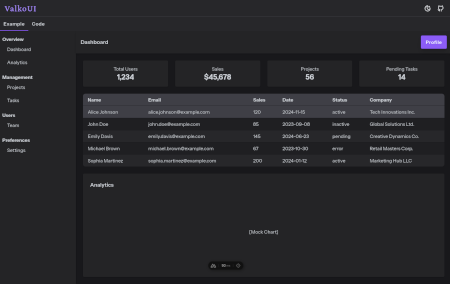 ValkoUI
Example Code
Overview
Dashboard
Analytics
Management
Projects
Tasks
Users
Team
Preferences
Settings
Dashboard
Profile
Total Users Sales Projects Pending Tasks
1,234 $45,678 56 14
Name Email Sales Date Status Company
Alice Johnson alice.johnson@example.com 120 2024-11-15 active Tech Innovations Inc.
John Doe john.doe@example.com 85 2023-09-08 inactive Global Solutions Ltd.
Emily Davis emily.davis@example.com 145 2024-06-23 pending Creative Dynamics Co.
Michael Brown michael.brown@example.com 67 2023-10-30 error Retail Masters Corp.
Sophia Martinez sophia.martinez@example.com 200 2024-01-12 active Marketing Hub LLC
Analytics
[Mock Chart]